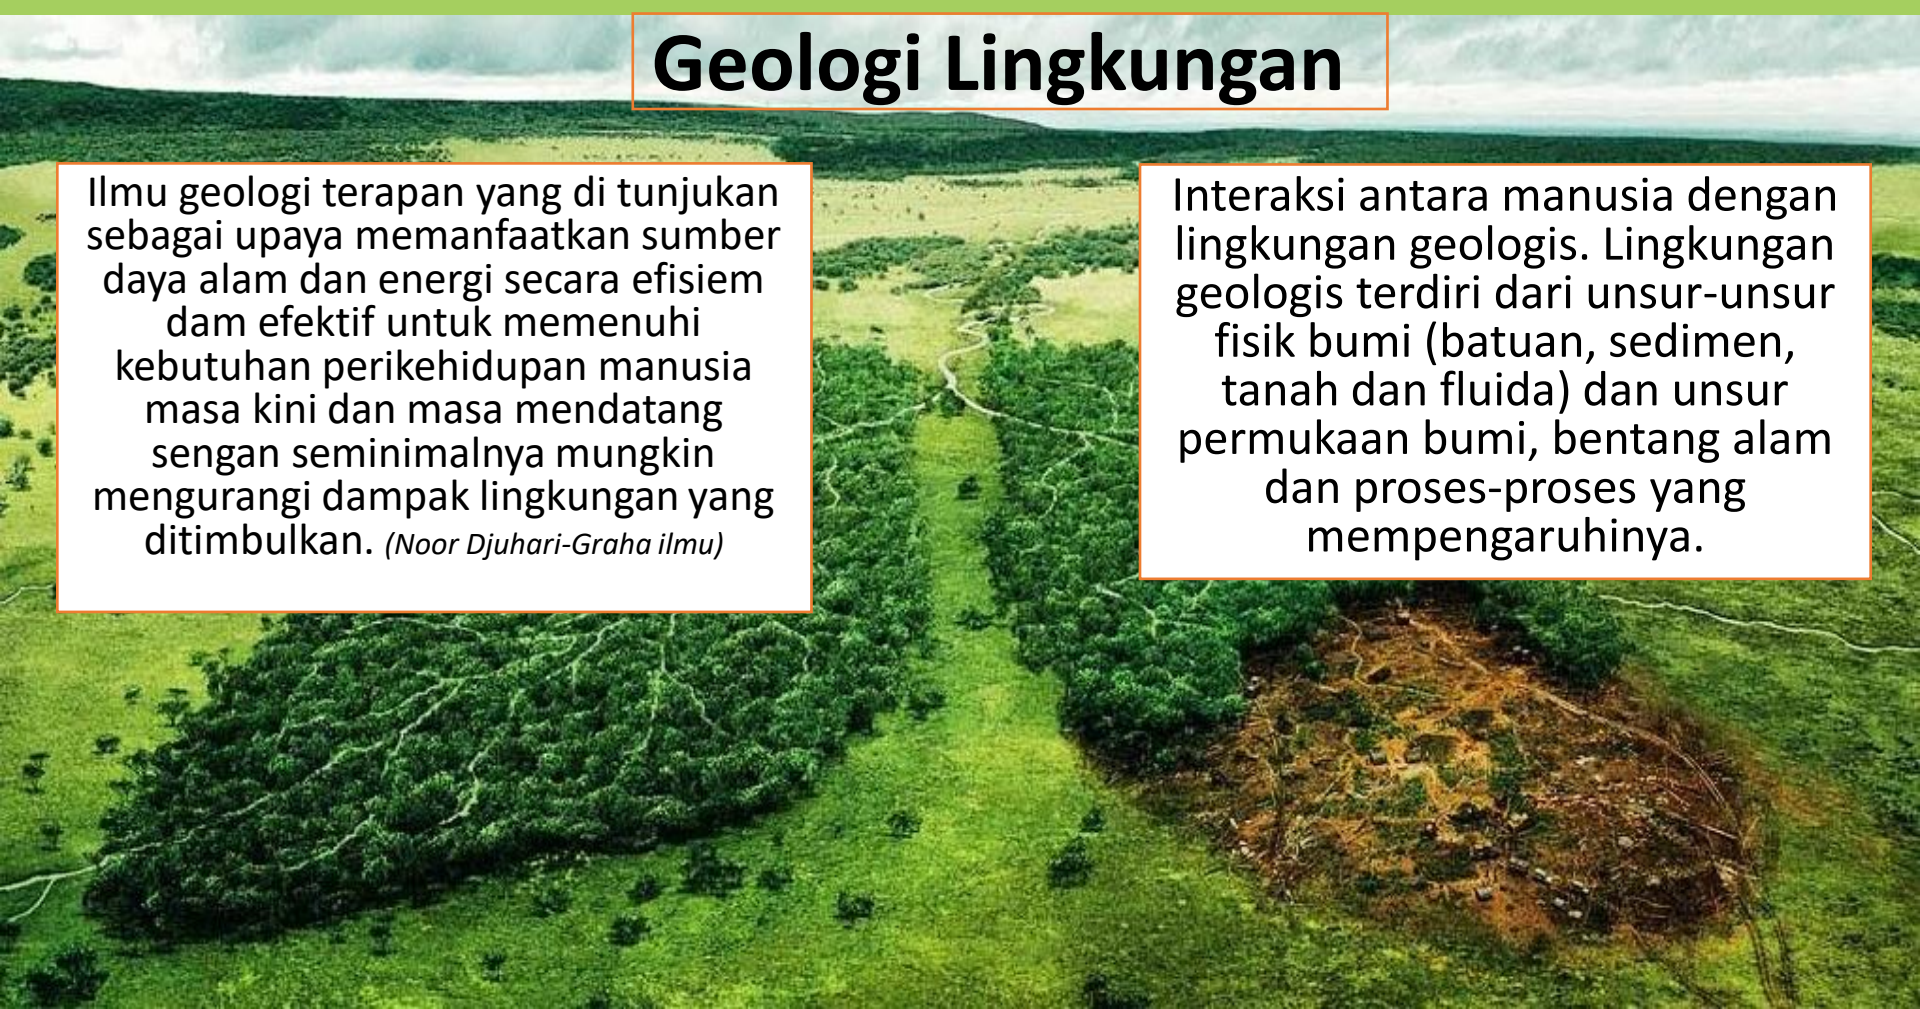 Geologi Lingkungan
Ilmu geologi terapan yang di tunjukan
sebagai upaya memanfaatkan sumber
daya alam dan energi secara efisiem
dam efektif untuk memenuhi
kebutuhan perikehidupan manusia
masa kini dan masa mendatang
sengan seminimalnya mungkin
mengurangi dampak lingkungan yang
ditimbulkan. (Noor Djuhari-Graha ilmu)
Interaksi antara manusia dengan
lingkungan geologis. Lingkungan
geologis terdiri dari unsur-unsur
fisik bumi (batuan, sedimen,
tanah dan fluida) dan unsur
permukaan bumi, bentang alam
dan proses-proses yang
mempengaruhinya.